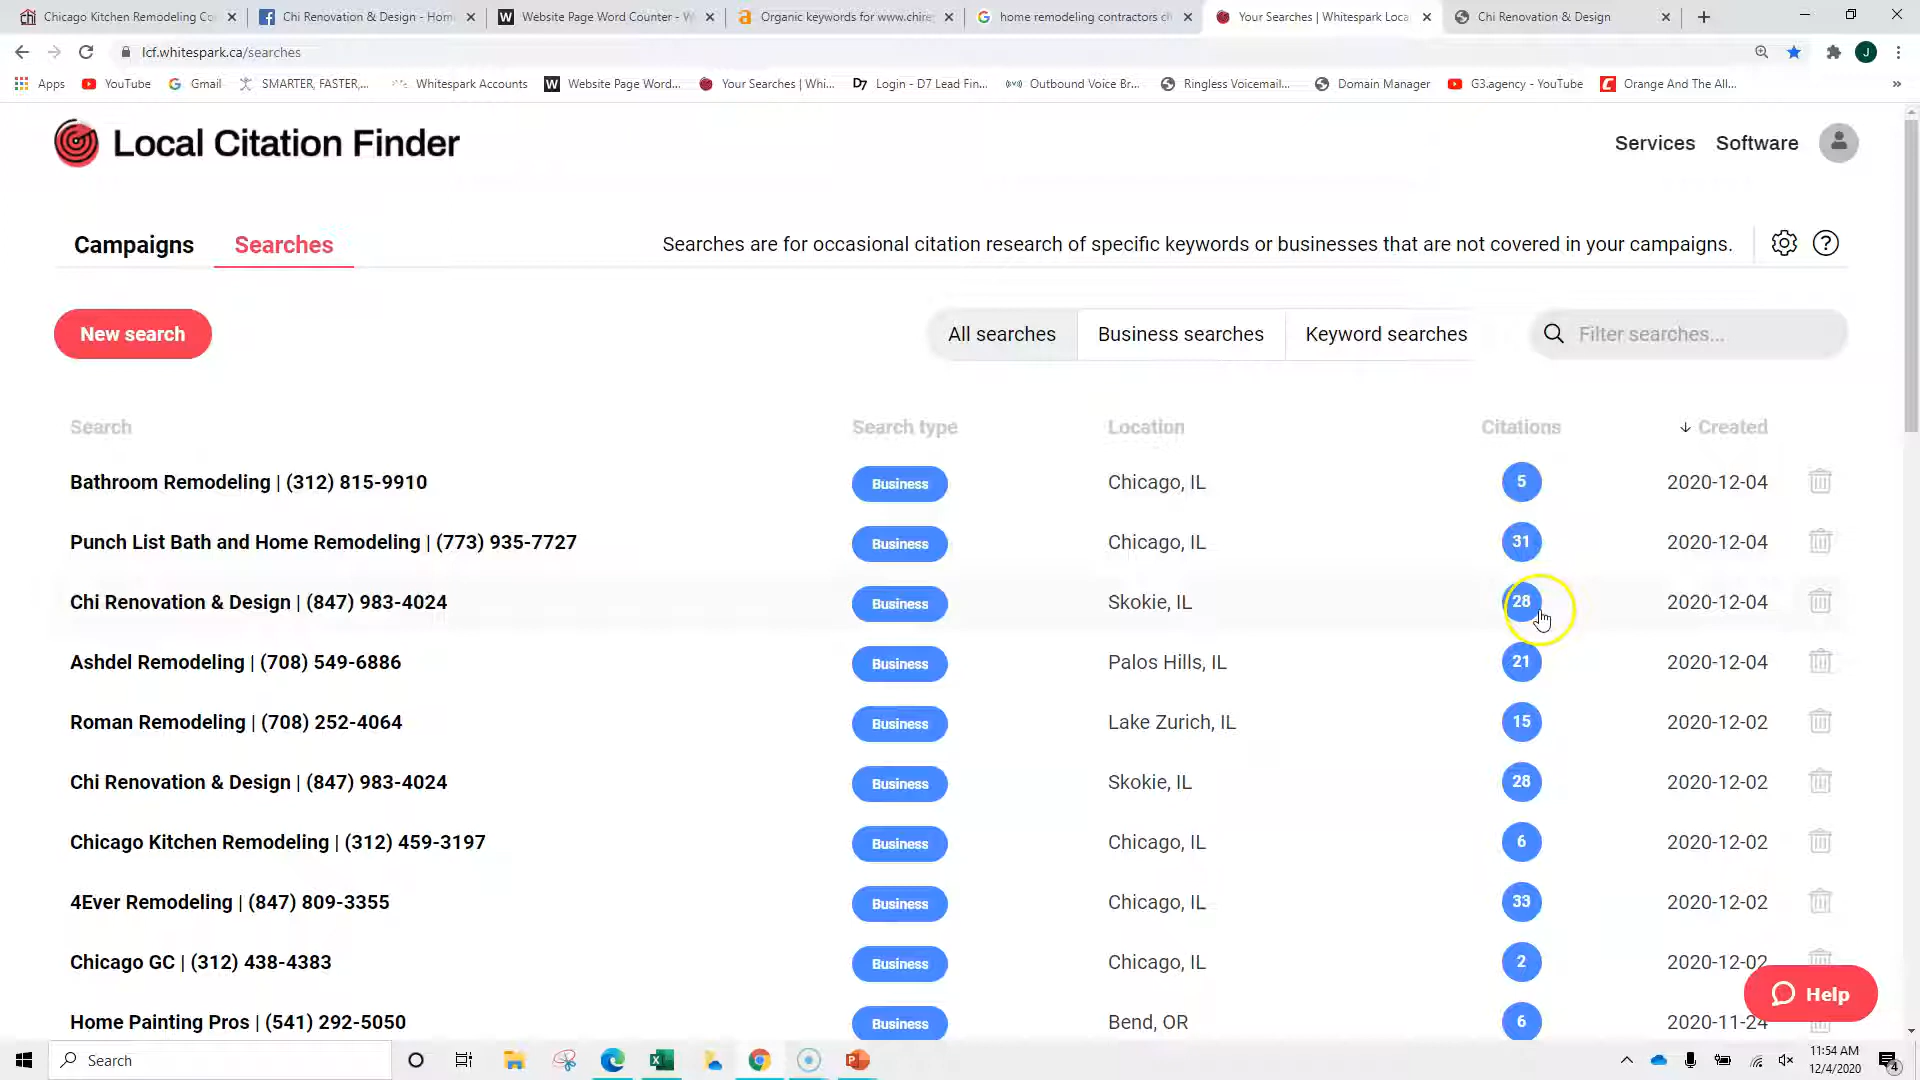 Chicago Kitchen Remodeling Co
Chi Renovation & Design - Hom
Website Page Word Counter - W
Organic keywords for www.chire
home remodeling contractors ch
Your Searches | Whitespark Loca
Chi Renovation & Design
lcf.whitespark.ca/searches
J
Apps
YouTube
Gmail
SMARTER, FASTER,...
Whitespark Accounts
Website Page Word...
Your Searches | Whi...
D7 Login - D7 Lead Fin...
Outbound Voice Br...
Ringless Voicemail...
Domain Manager
G3.agency - YouTube
Orange And The All...
»
Local Citation Finder
Services
Software
Campaigns
Searches
Searches are for occasional citation research of specific keywords or businesses that are not covered in your campaigns.
New search
All searches
Business searches
Keyword searches
Filter searches...
Search Search type Location Citations Created
Bathroom Remodeling | (312) 815-9910 Business Chicago, IL 5 2020-12-04
Punch List Bath and Home Remodeling | (773) 935-7727 Business Chicago, IL 31 2020-12-04
Chi Renovation & Design | (847) 983-4024 Business Skokie, IL 28 2020-12-04
Ashdel Remodeling | (708) 549-6886 Business Palos Hills, IL 21 2020-12-04
Roman Remodeling | (708) 252-4064 Business Lake Zurich, IL 15 2020-12-02
Chi Renovation & Design | (847) 983-4024 Business Skokie, IL 28 2020-12-02
Chicago Kitchen Remodeling | (312) 459-3197 Business Chicago, IL 6 2020-12-02
4Ever Remodeling | (847) 809-3355 Business Chicago, IL 33 2020-12-02
Chicago GC | (312) 438-4383 Business Chicago, IL 2 2020-12-02
Home Painting Pros | (541) 292-5050 Business Bend, OR 6 2020-11-24
Help
Search
11:54 AM
12/4/2020
4